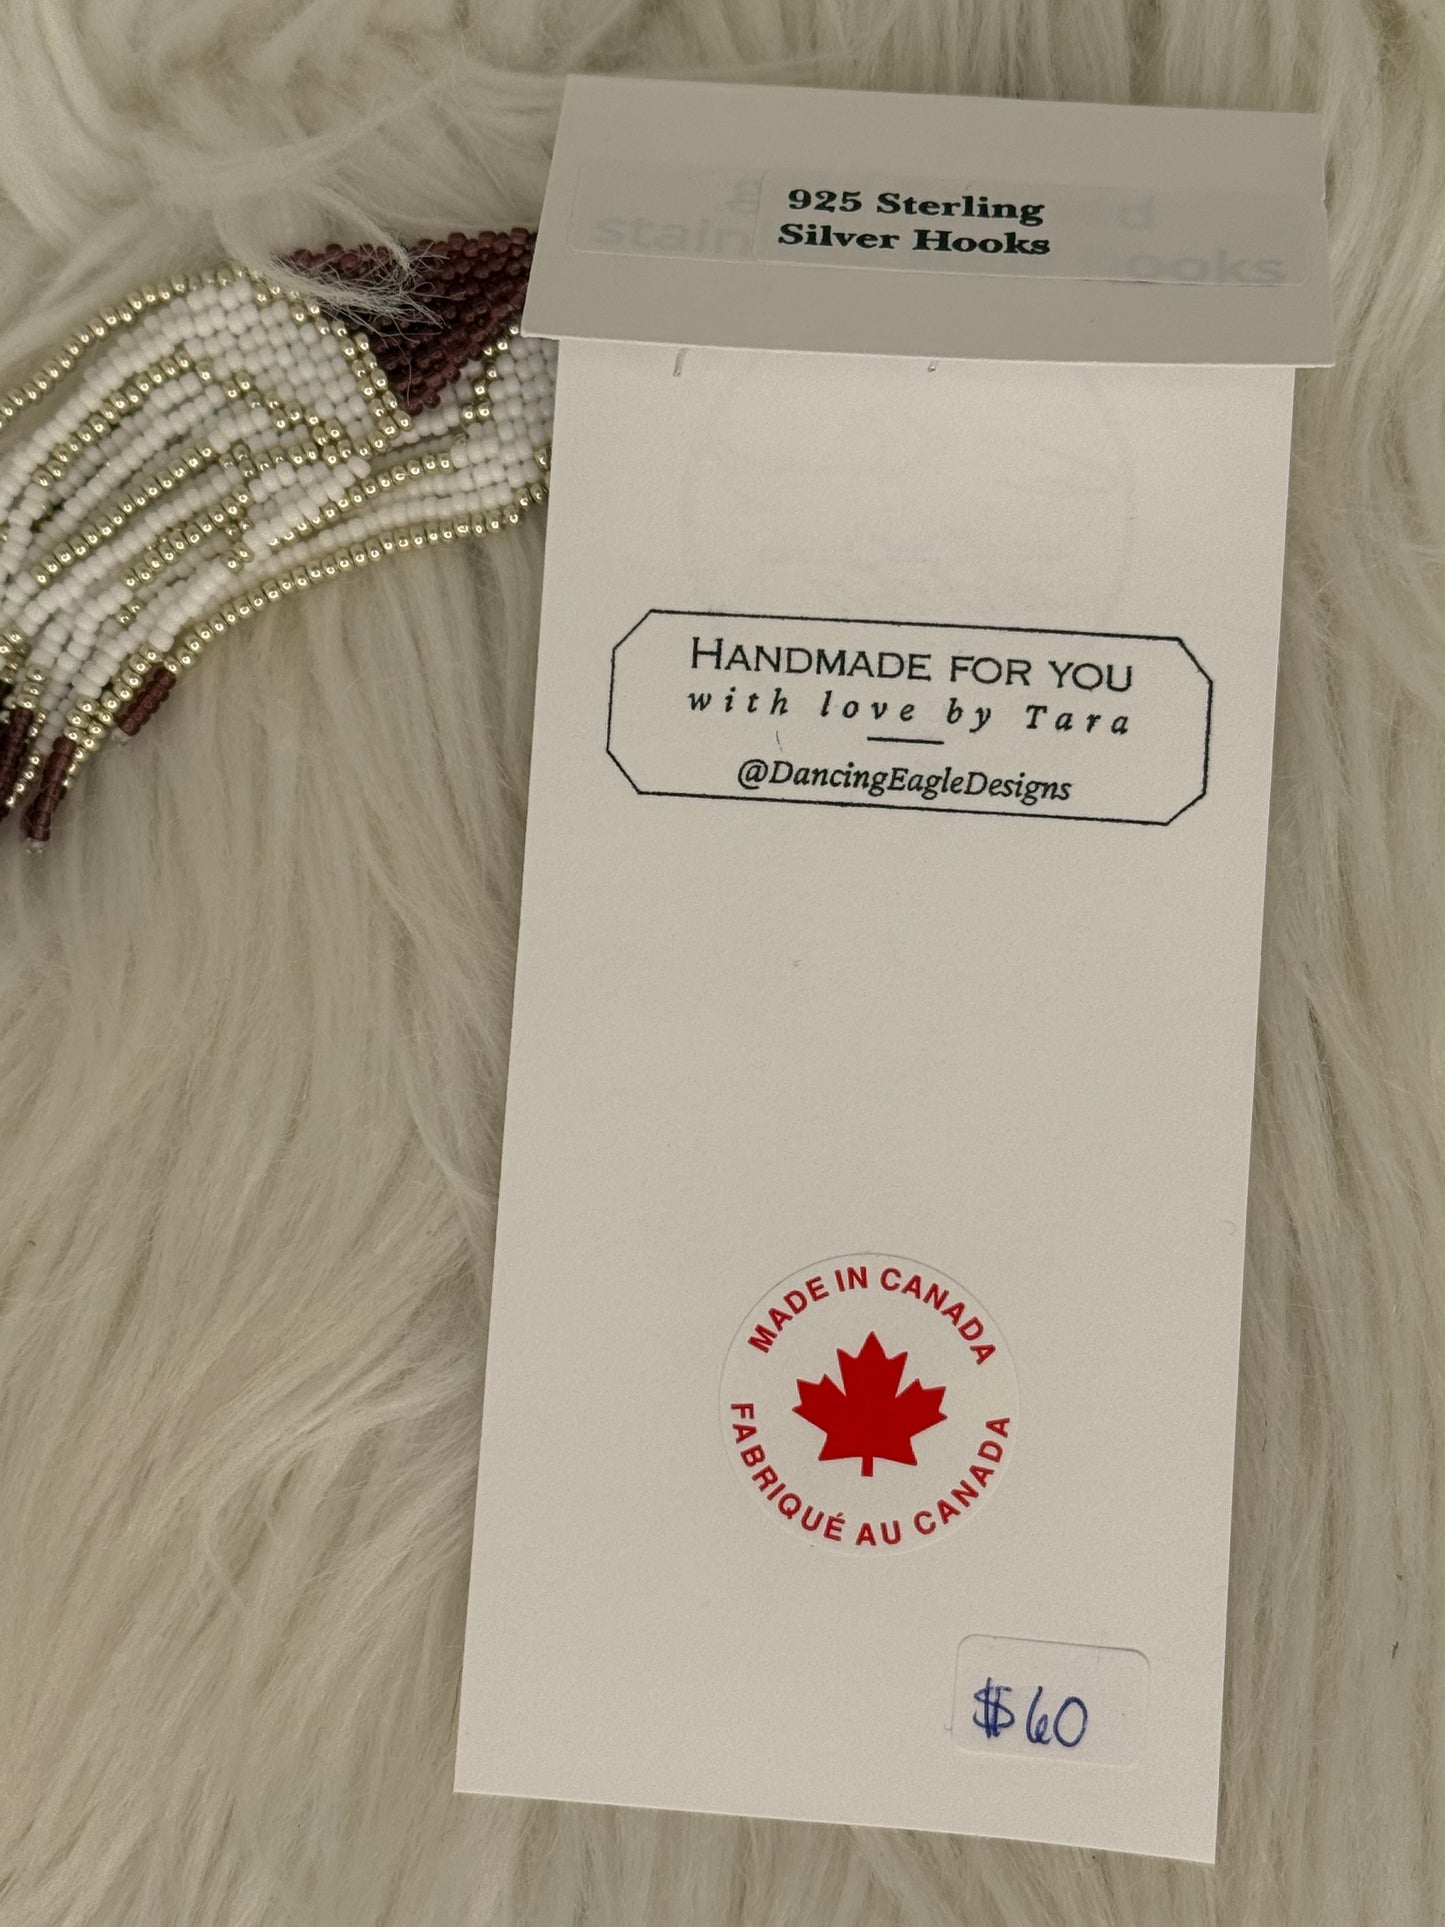 925 Sterling
Silver Hooks
HANDMADE FOR YOU
with love by Tara
@DancingEagleDesigns
MADE IN CANADA
FABRIQUÉ AU CANADA
$60